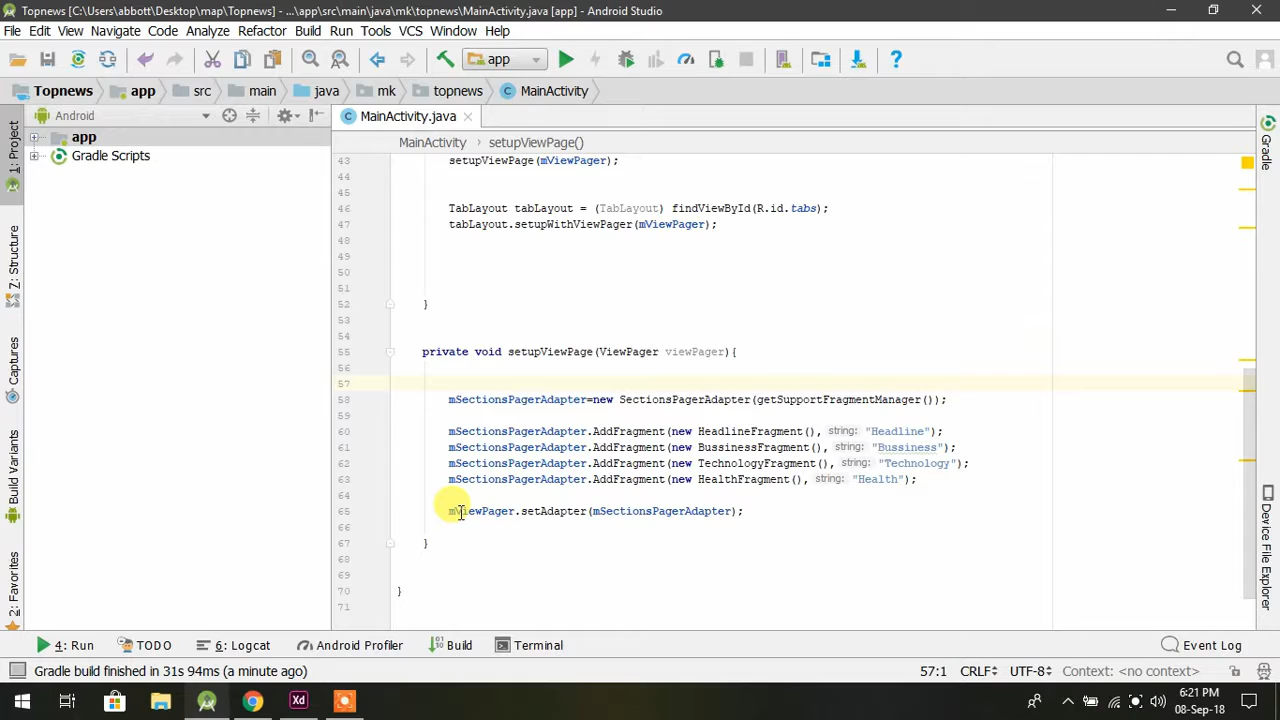 Topnews [C:\Users\abbott\Desktop\map\Topnews] - ...\app\src\main\java\mk\topnews\MainActivity.java [app] - Android Studio
File Edit View Navigate Code Analyze Refactor Build Run Tools VCS Window Help
app
Topnews app src main java mk topnews MainActivity
Android
MainActivity.java
MainActivity setupViewPage()
app
Gradle Scripts
1: Project
Z: Structure
Captures
Build Variants
2: Favorites
Gradle
Device File Explorer
43 setupViewPage(mViewPager);
44
45
46 TabLayout tabLayout = (TabLayout) findViewById(R.id.tabs);
47 tabLayout.setupWithViewPager(mViewPager);
48
49
50
51
52 }
53
54
55 private void setupViewPage(ViewPager viewPager){
56
57
58 mSectionsPagerAdapter=new SectionsPagerAdapter(getSupportFragmentManager());
59
60 mSectionsPagerAdapter.AddFragment(new HeadlineFragment(), string: "Headline");
61 mSectionsPagerAdapter.AddFragment(new BussinessFragment(), string: "Bussiness");
62 mSectionsPagerAdapter.AddFragment(new TechnologyFragment(), string: "Technology");
63 mSectionsPagerAdapter.AddFragment(new HealthFragment(), string: "Health");
64
65 mViewPager.setAdapter(mSectionsPagerAdapter);
66
67 }
68
69
70 }
71
4: Run TODO 6: Logcat Android Profiler Build Terminal Event Log
Gradle build finished in 31s 94ms (a minute ago) 57:1 CRLF UTF-8 Context: <no context>
Xd
6:21 PM
08-Sep-18